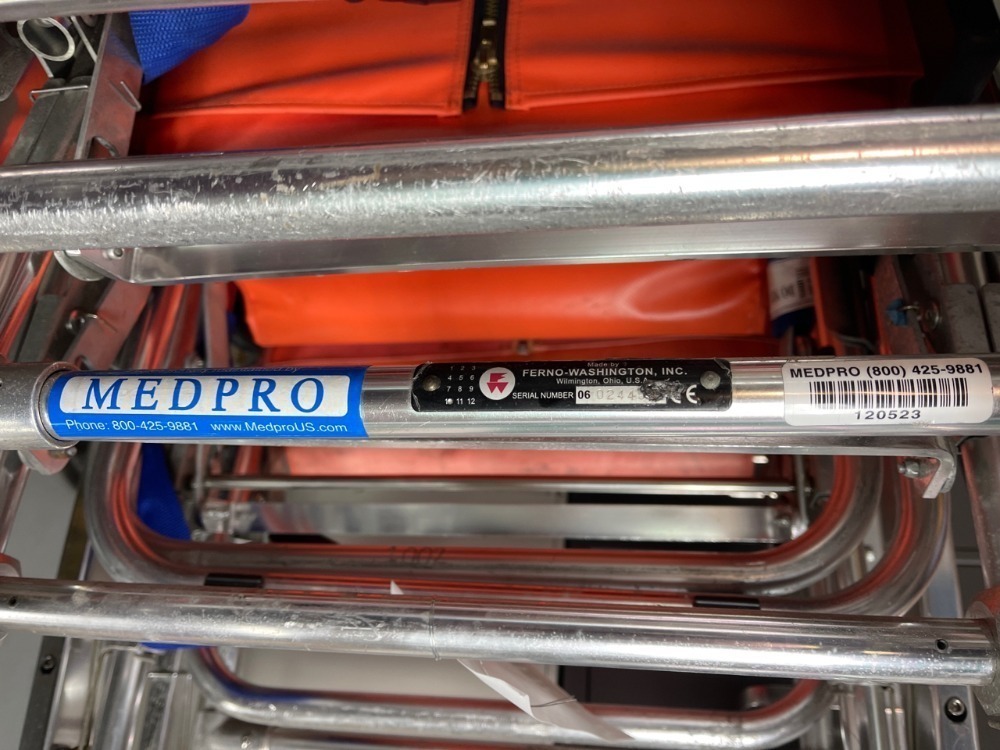 MEDPRO
Phone: 800-425-9881 www.MedproUS.com
1 2 3
4 5 6
7 8 9
10 11 12
Made by
FERNO-WASHINGTON, INC.
Wilmington, Ohio, U.S.A.
SERIAL NUMBER 06 CE
MEDPRO (800) 425-9881
120523